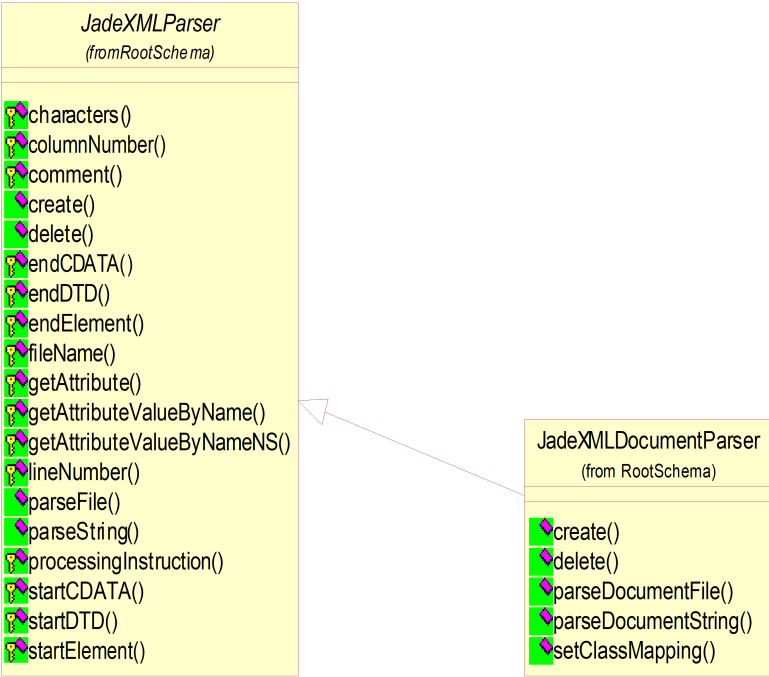 JadeXMLParser
(fromRootSchema)
characters()
columnNumber()
comment()
create()
delete()
endCDATA()
endDTD()
endElement()
fileName()
getAttribute()
getAttributeValueByName()
getAttributeValueByNameNS()
lineNumber()
parseFile()
parseString()
processingInstruction()
startCDATA()
startDTD()
startElement()
JadeXMLDocumentParser
(from RootSchema)
create()
delete()
parseDocumentFile()
parseDocumentString()
setClassMapping()